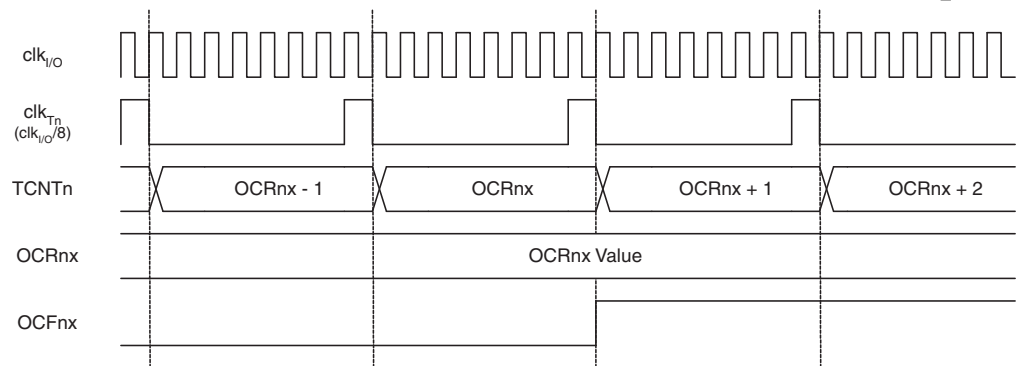 clkI/O
clkTn
(clkI/O/8)
TCNTn
OCRnx - 1 OCRnx OCRnx + 1 OCRnx + 2
OCRnx
OCRnx Value
OCFnx